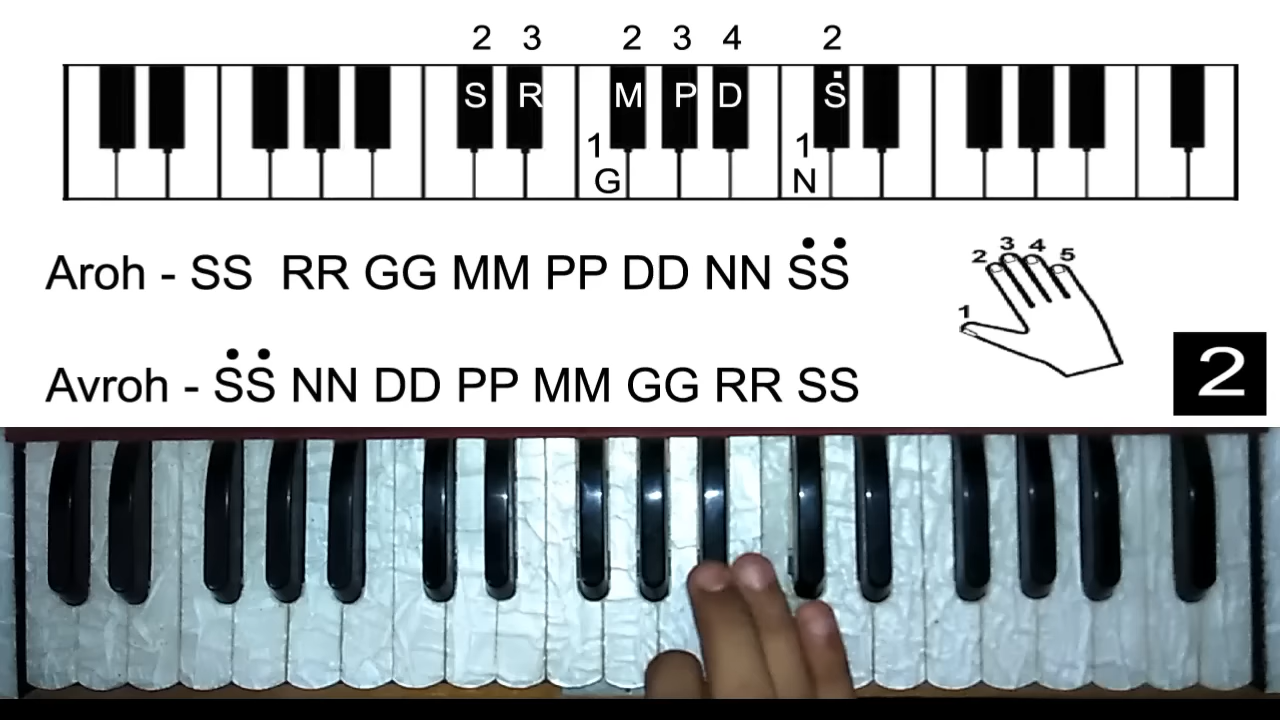 2 3 2 3 4 2
S R M P D Ṡ
1 1
G N
Aroh - SS RR GG MM PP DD NN ṠṠ
2 3 4 5
1
Avroh - ṠṠ NN DD PP MM GG RR SS
2